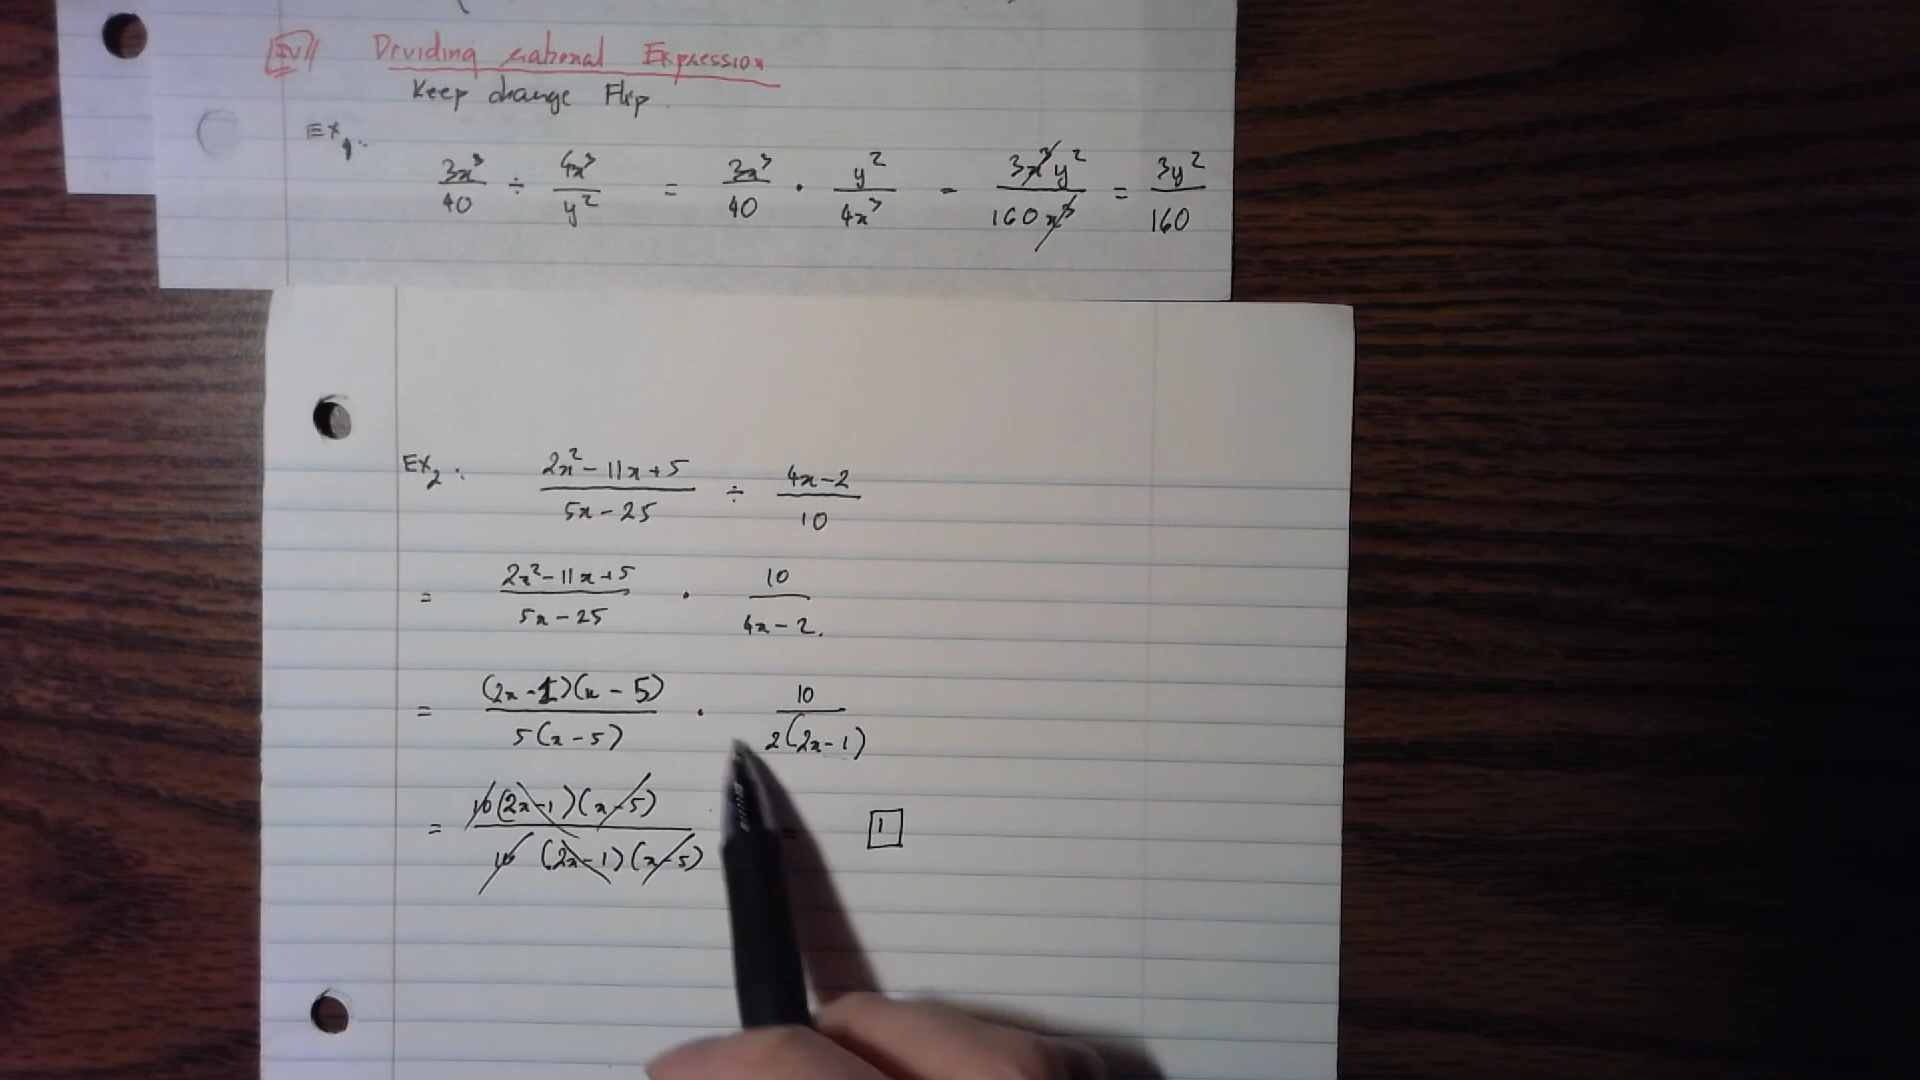 IV Dividing rational Expression
Keep change Flip.
Ex1. 3x³/40 ÷ 4x³/y² = 3x³/40 · y²/4x³ = 3x³y²/160x³ = 3y²/160
Ex2. 2x²-11x+5/5x-25 ÷ 4x-2/10
= 2x²-11x+5/5x-25 · 10/4x-2.
= (2x-1)(x-5)/5(x-5) · 10/2(2x-1)
= 10(2x-1)(x-5)/10(2x-1)(x-5) = 1